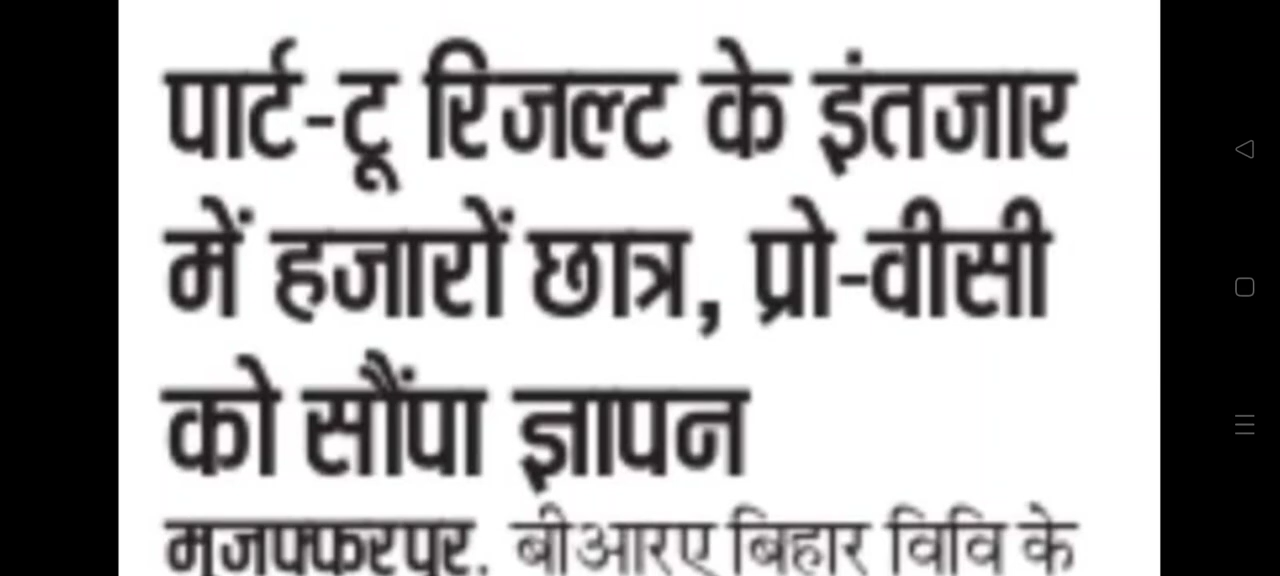 पार्ट-टू रिजल्ट के इंतजार
में हजारों छात्र, प्रो-वीसी
को सौंपा ज्ञापन
मुजफ्फरपुर. बीआरए बिहार विवि के